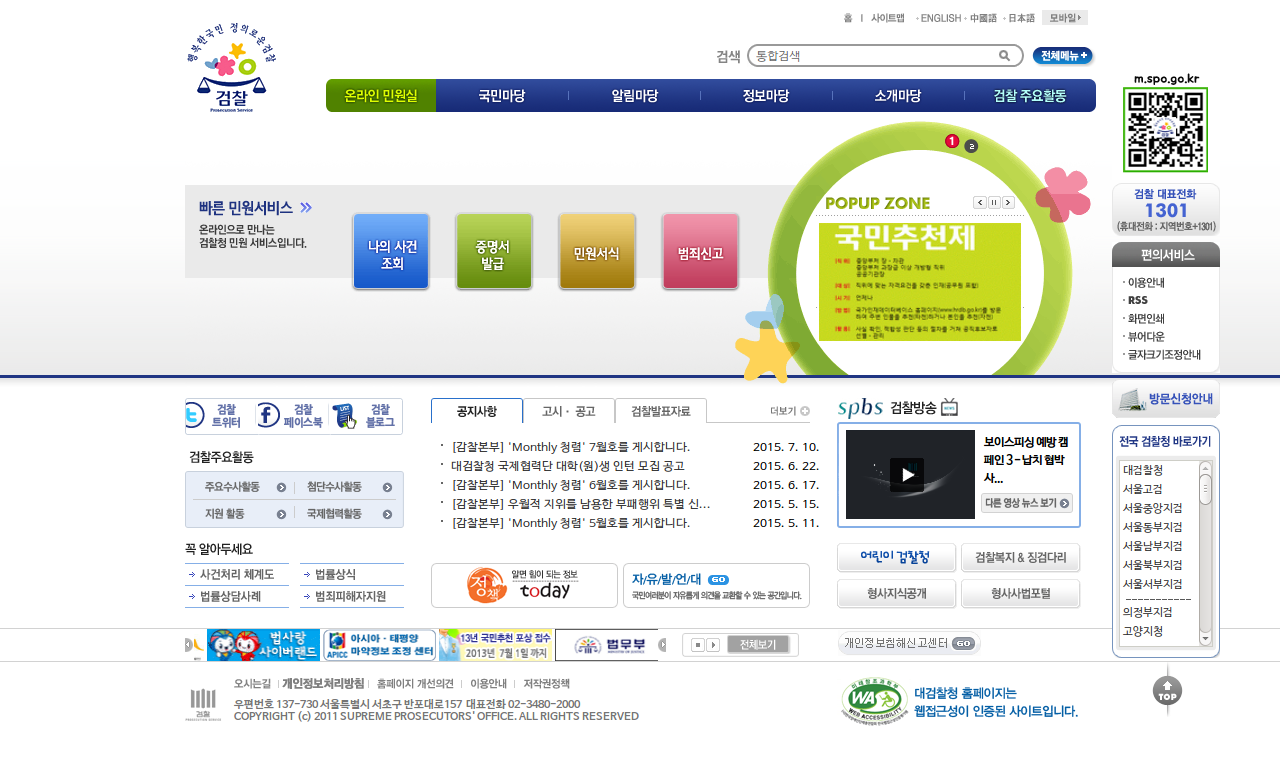 홈 | 사이트맵 · ENGLISH · 中國語 · 日本語 모바일
행복한국민 정의로운검찰
검찰
Prosecution Service
검색 통합검색 전체메뉴 +
온라인 민원실 국민마당 알림마당 정보마당 소개마당 검찰 주요활동
m.spo.go.kr
1 2
빠른 민원서비스
온라인으로 만나는
검찰청 민원 서비스입니다.
나의 사건
조회
증명서
발급
민원서식
범죄신고
POPUP ZONE
국민추천제
검찰 대표전화
1301
(휴대전화 : 지역번호+1301)
편의서비스
· 이용안내
· RSS
· 화면인쇄
· 뷰어다운
· 글자크기조정안내
방문신청안내
검찰
트위터
검찰
페이스북
검찰
블로그
공지사항 고시 · 공고 검찰발표자료 더보기
· [검찰본부] 'Monthly 청렴' 7월호를 게시합니다. 2015. 7. 10.
· 대검찰청 국제협력단 대학(원)생 인턴 모집 공고 2015. 6. 22.
· [검찰본부] 'Monthly 청렴' 6월호를 게시합니다. 2015. 6. 17.
· [검찰본부] 우월적 지위를 남용한 부패행위 특별 신... 2015. 5. 15.
· [검찰본부] 'Monthly 청렴' 5월호를 게시합니다. 2015. 5. 11.
spbs 검찰방송
보이스피싱 예방 캠
페인 3 - 납치 협박
사...
다른 영상 뉴스 보기
검찰주요활동
주요수사활동 첨단수사활동
지원 활동 국제협력활동
꼭 알아두세요
사건처리 체계도 법률상식
법률상담사례 범죄피해자지원
정책 알면 힘이 되는 정보
today
자/유/발/언/대 GO
국민여러분이 자유롭게 의견을 교환할 수 있는 공간입니다.
어린이 검찰청 검찰복지 & 징검다리
형사지식공개 형사사법포털
전국 검찰청 바로가기
대검찰청
서울고검
서울중앙지검
서울동부지검
서울남부지검
서울북부지검
서울서부지검
-----------
의정부지검
고양지청
법사랑
사이버랜드
아시아 · 태평양
APICC 마약정보 조정 센터
13년 국민추천 포상 접수
2013년 7월 1일 까지
법무부
전체보기
개인정보침해신고센터 GO
오시는길 | 개인정보처리방침 | 홈페이지 개선의견 | 이용안내 | 저작권정책
검찰
우편번호 137-730 서울특별시 서초구 반포대로157 대표전화 02-3480-2000
COPYRIGHT (c) 2011 SUPREME PROSECUTORS' OFFICE. ALL RIGHTS RESERVED
WA
WEB ACCESSIBILITY
대검찰청 홈페이지는
웹접근성이 인증된 사이트입니다.
TOP